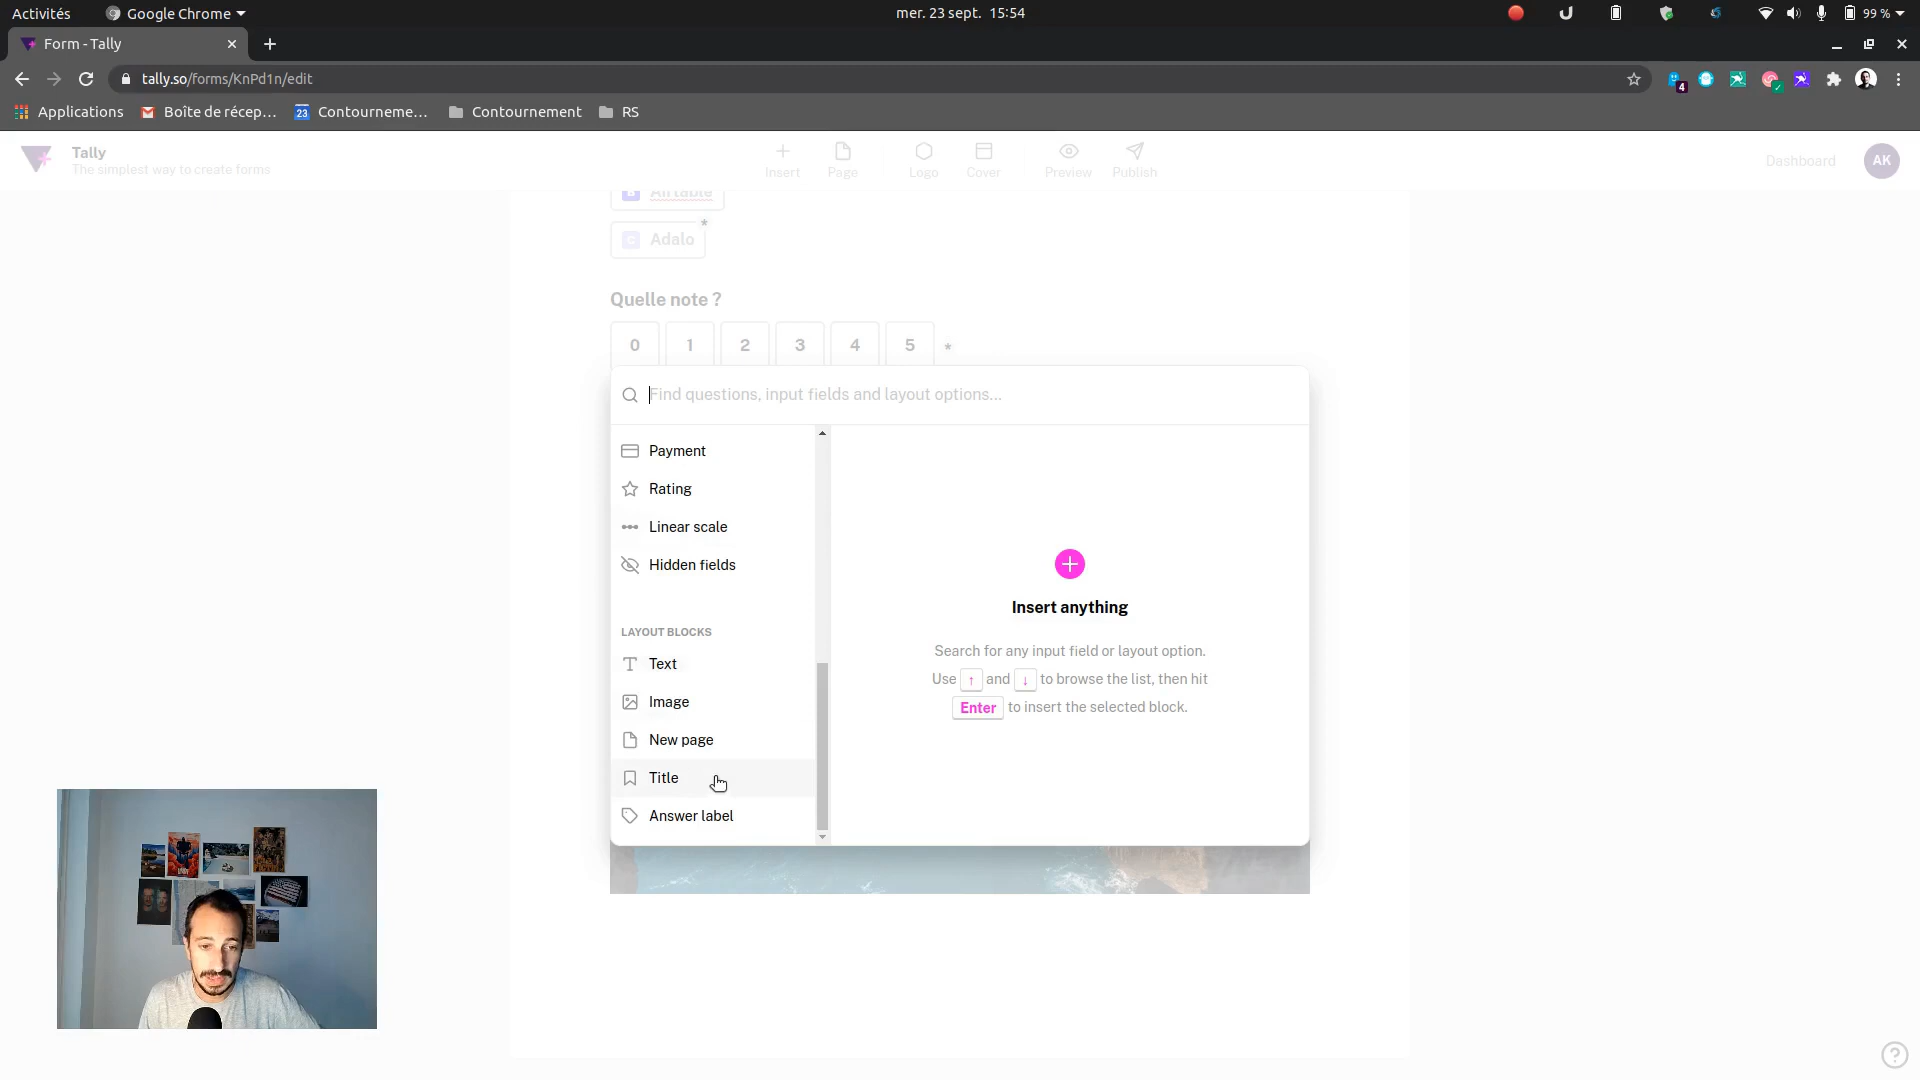 Activités
Google Chrome
mer. 23 sept. 15:54
99 %
Form - Tally
tally.so/forms/KnPd1n/edit
4
Applications
Boîte de récep…
23
Contourneme…
Contournement
RS
Tally
The simplest way to create forms
Insert
Page
Logo
Cover
Preview
Publish
Dashboard
AK
B Airtable
C Adalo *
Quelle note ?
0 1 2 3 4 5 *
Find questions, input fields and layout options...
Payment
Rating
Linear scale
Hidden fields
LAYOUT BLOCKS
Text
Image
New page
Title
Answer label
Insert anything
Search for any input field or layout option.
Use ↑ and ↓ to browse the list, then hit
Enter to insert the selected block.